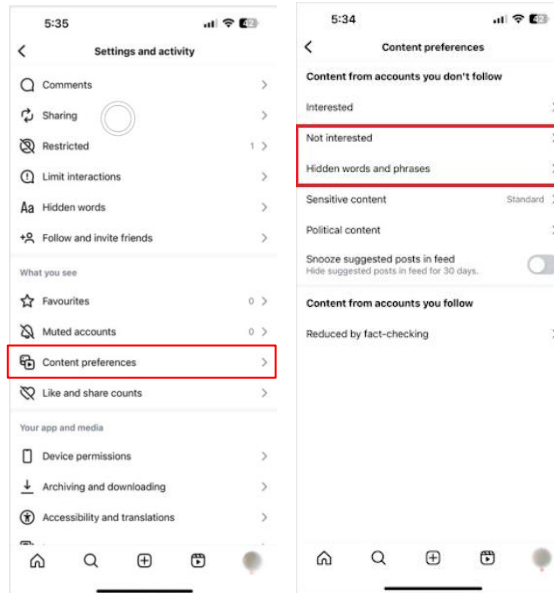 5:35
42
Settings and activity
Comments
Sharing
Restricted 1
Limit interactions
Aa Hidden words
Follow and invite friends
What you see
Favourites 0
Muted accounts 0
Content preferences
Like and share counts
Your app and media
Device permissions
Archiving and downloading
Accessibility and translations
5:34
42
Content preferences
Content from accounts you don't follow
Interested
Not interested
Hidden words and phrases
Sensitive content Standard
Political content
Snooze suggested posts in feed
Hide suggested posts in feed for 30 days.
Content from accounts you follow
Reduced by fact-checking